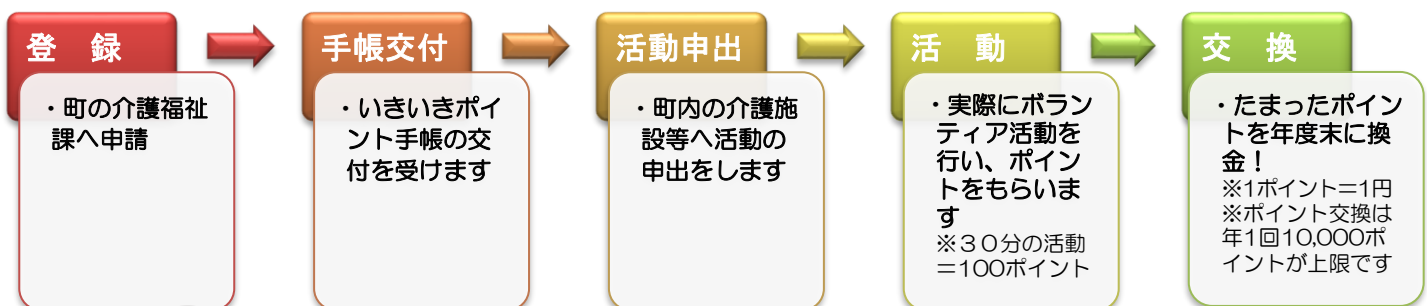 登　録
・町の介護福祉
課へ申請
手帳交付
・いきいきポイ
ント手帳の交
付を受けます
活動申出
・町内の介護施
設等へ活動の
申出をします
活　動
・実際にボラン
ティア活動を
行い、ポイン
トをもらいま
す
※３０分の活動
＝100ポイント
交　換
・たまったポイン
トを年度末に換
金！
※1ポイント＝1円
※ポイント交換は
年1回10,000ポ
イントが上限です